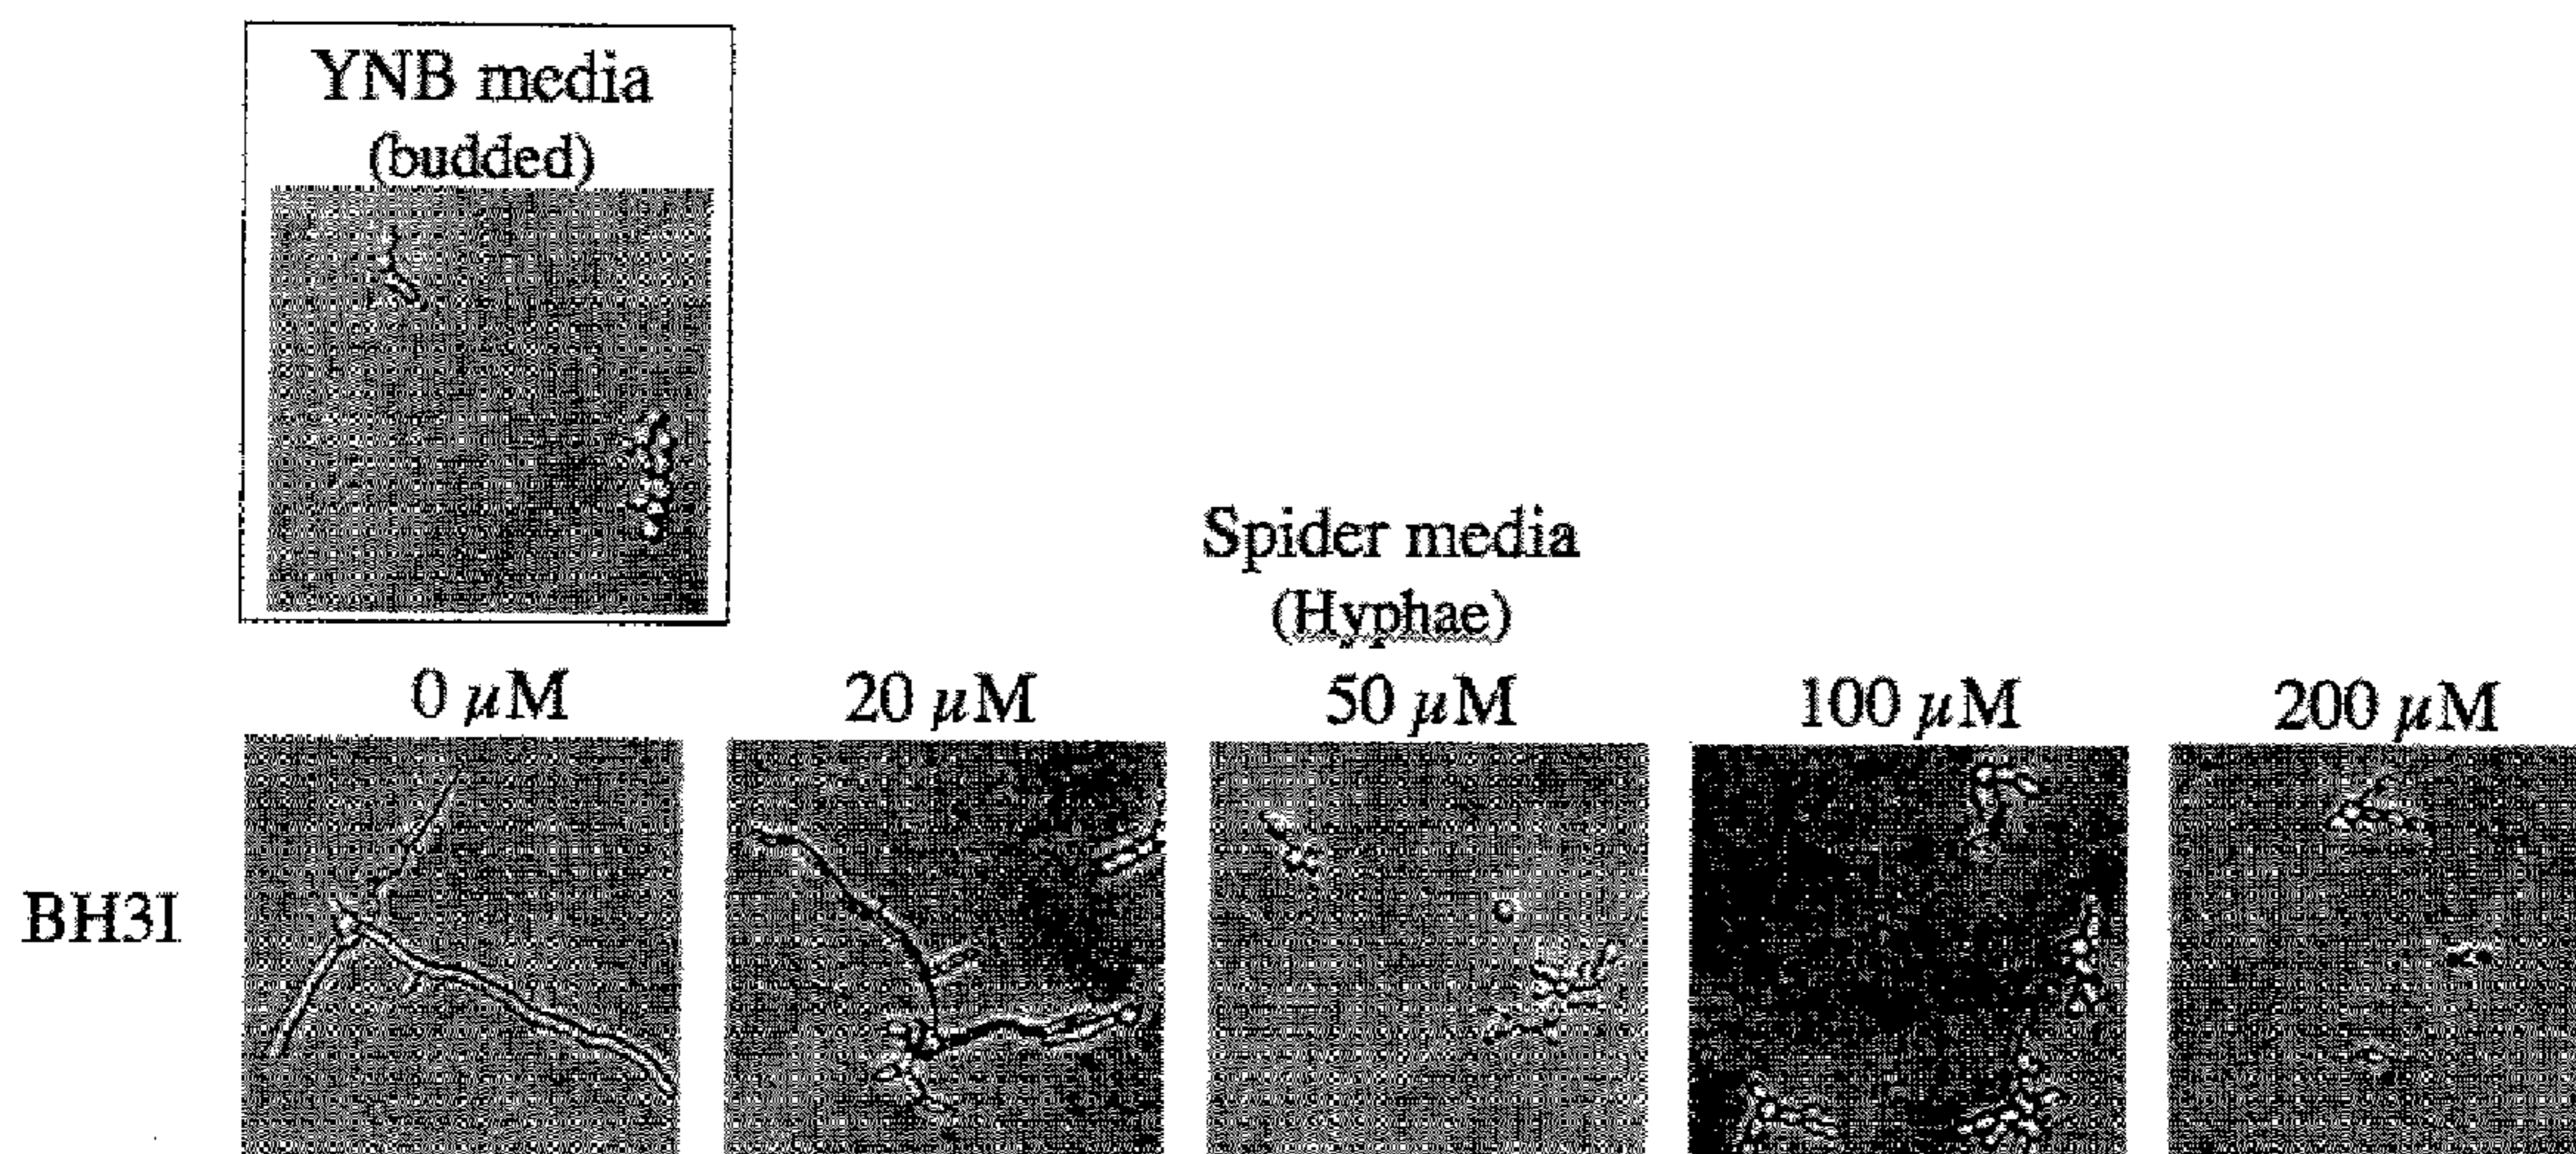 YNB media
(budded)
Spider media
(Hyphae)
0 µM
20 µM
50 µM
100 µM
200 µM
BH3I